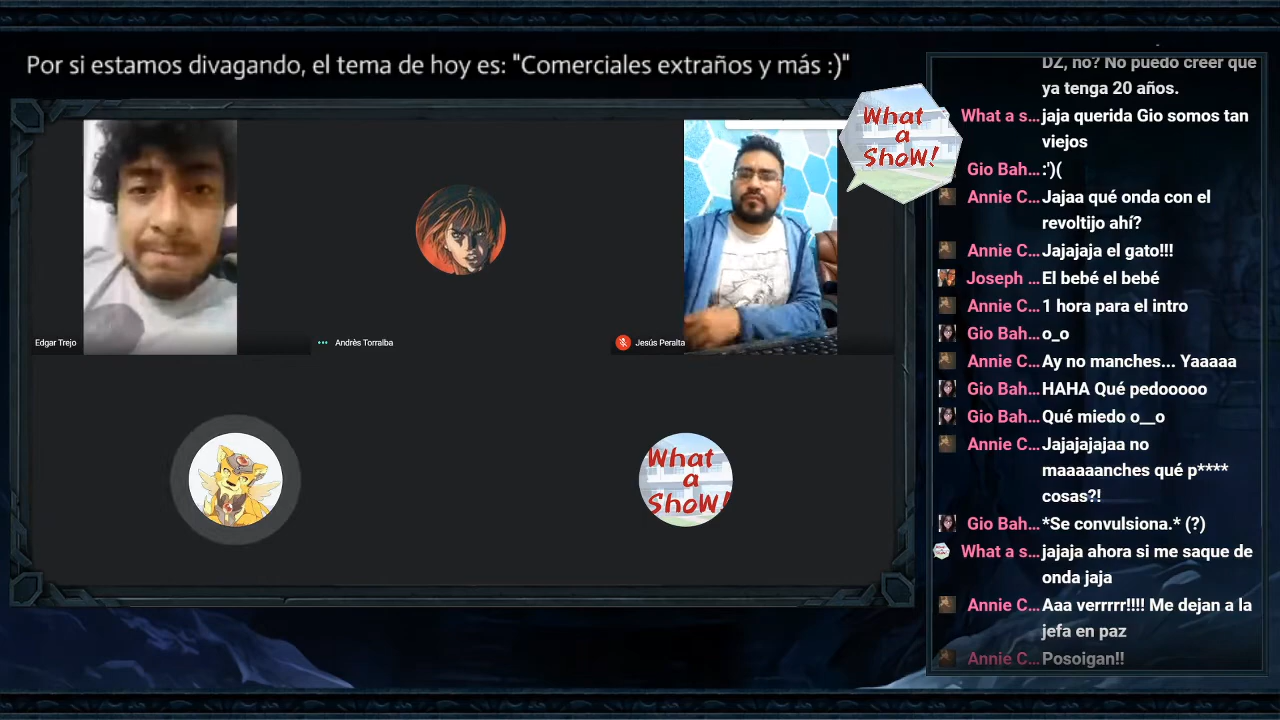 Por si estamos divagando, el tema de hoy es: "Comerciales extraños y más :)"
Edgar Trejo
Andrès Torralba
Jesús Peralta
What
a
ShoW!
What
a
ShoW!
DZ, no? No puedo creer que
ya tenga 20 años.
What a s... jaja querida Gio somos tan
viejos
Gio Bah... :')(
Annie C... Jajaa qué onda con el
revoltijo ahí?
Annie C... Jajajaja el gato!!!
Joseph ... El bebé el bebé
Annie C... 1 hora para el intro
Gio Bah... o_o
Annie C... Ay no manches... Yaaaaa
Gio Bah... HAHA Qué pedooooo
Gio Bah... Qué miedo o__o
Annie C... Jajajajajaa no
maaaaanches qué p****
cosas?!
Gio Bah... *Se convulsiona.* (?)
What a s... jajaja ahora si me saque de
onda jaja
Annie C... Aaa verrrrr!!!! Me dejan a la
jefa en paz
Annie C... Posoigan!!